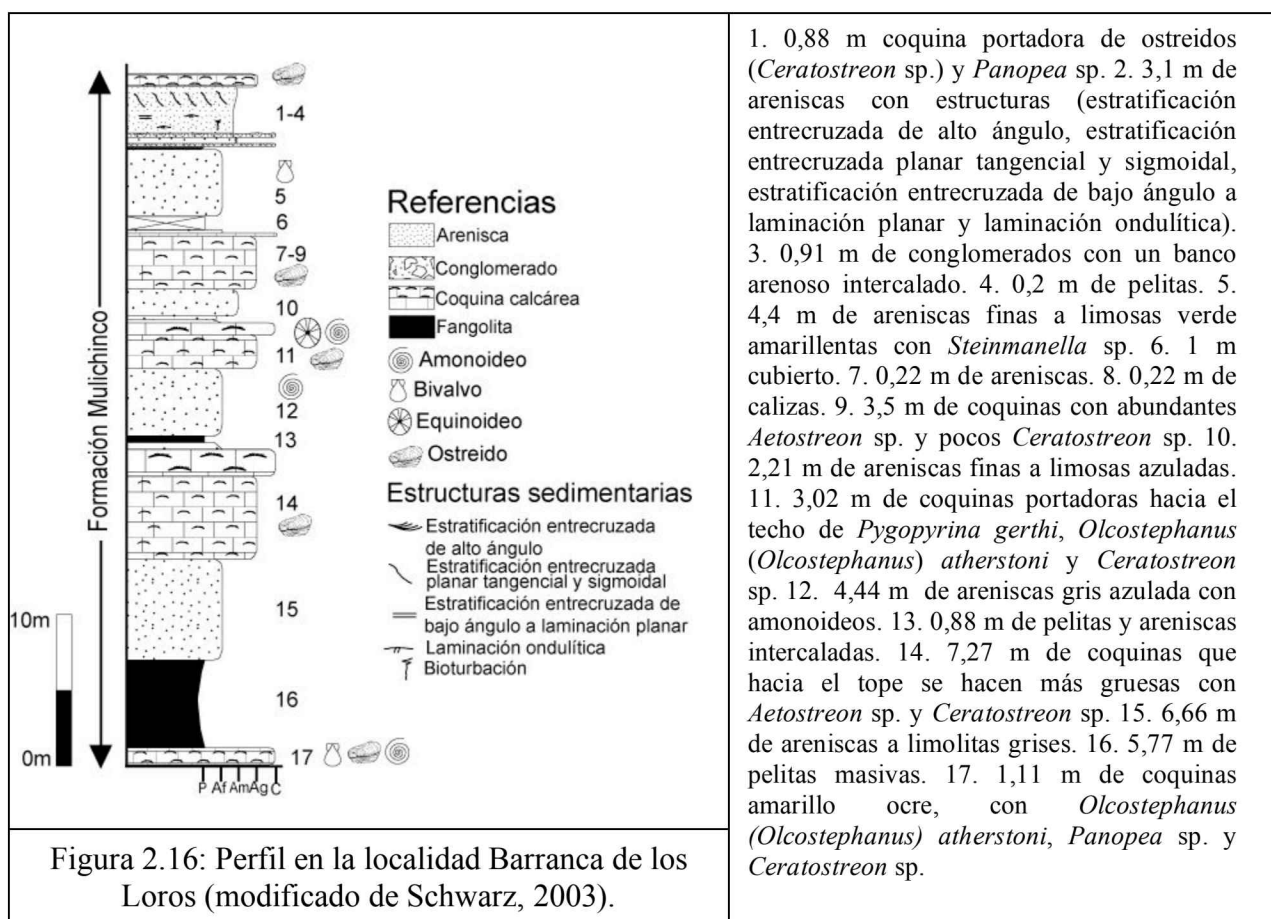 Formación Mulichinco
10m
0m
1-4
5
6
7-9
10
11
12
13
14
15
16
17
P Af Am Ag C
Referencias
Arenisca
Conglomerado
Coquina calcárea
Fangolita
Amonoideo
Bivalvo
Equinoideo
Ostreido
Estructuras sedimentarias
Estratificación entrecruzada
de alto ángulo
Estratificación entrecruzada
planar tangencial y sigmoidal
Estratificación entrecruzada de
bajo ángulo a laminación planar
Laminación ondulítica
Bioturbación
Figura 2.16: Perfil en la localidad Barranca de los
Loros (modificado de Schwarz, 2003).
1. 0,88 m coquina portadora de ostreidos
(Ceratostreon sp.) y Panopea sp. 2. 3,1 m de
areniscas con estructuras (estratificación
entrecruzada de alto ángulo, estratificación
entrecruzada planar tangencial y sigmoidal,
estratificación entrecruzada de bajo ángulo a
laminación planar y laminación ondulítica).
3. 0,91 m de conglomerados con un banco
arenoso intercalado. 4. 0,2 m de pelitas. 5.
4,4 m de areniscas finas a limosas verde
amarillentas con Steinmanella sp. 6. 1 m
cubierto. 7. 0,22 m de areniscas. 8. 0,22 m de
calizas. 9. 3,5 m de coquinas con abundantes
Aetostreon sp. y pocos Ceratostreon sp. 10.
2,21 m de areniscas finas a limosas azuladas.
11. 3,02 m de coquinas portadoras hacia el
techo de Pygopyrina gerthi, Olcostephanus
(Olcostephanus) atherstoni y Ceratostreon
sp. 12. 4,44 m de areniscas gris azulada con
amonoideos. 13. 0,88 m de pelitas y areniscas
intercaladas. 14. 7,27 m de coquinas que
hacia el tope se hacen más gruesas con
Aetostreon sp. y Ceratostreon sp. 15. 6,66 m
de areniscas a limolitas grises. 16. 5,77 m de
pelitas masivas. 17. 1,11 m de coquinas
amarillo ocre, con Olcostephanus
(Olcostephanus) atherstoni, Panopea sp. y
Ceratostreon sp.